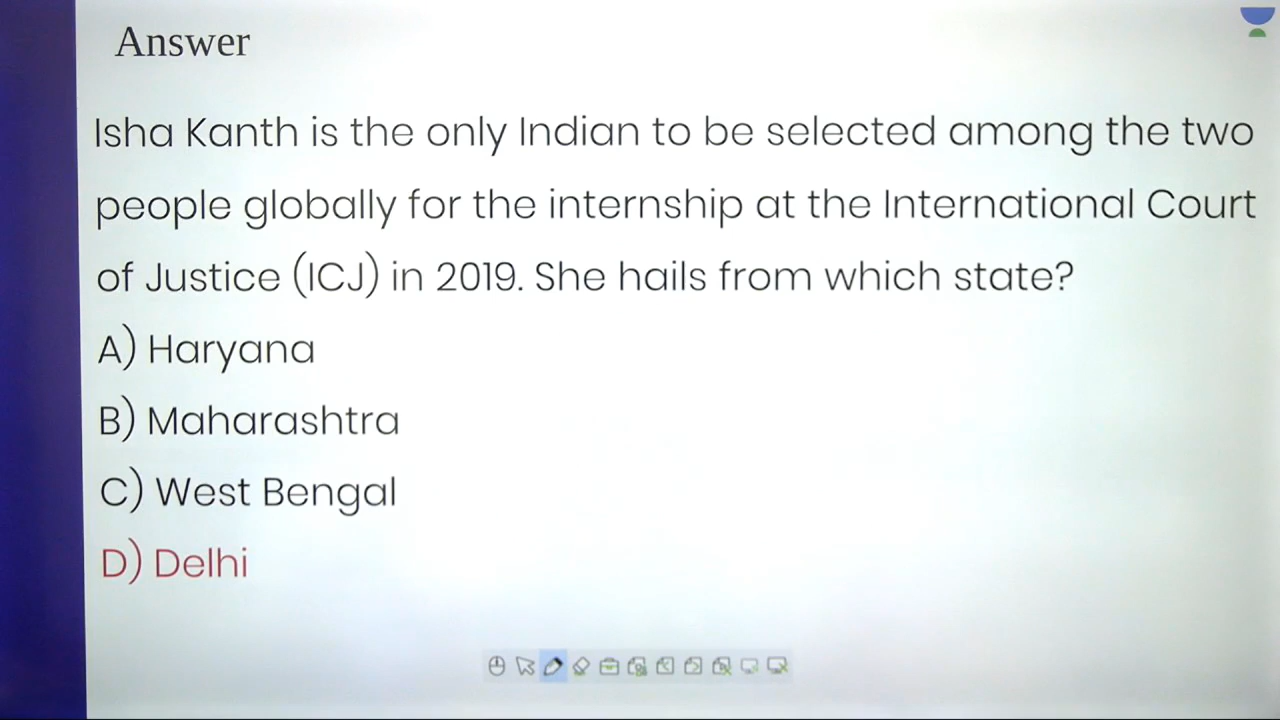 Answer
Isha Kanth is the only Indian to be selected among the two
people globally for the internship at the International Court
of Justice (ICJ) in 2019. She hails from which state?
A) Haryana
B) Maharashtra
C) West Bengal
D) Delhi